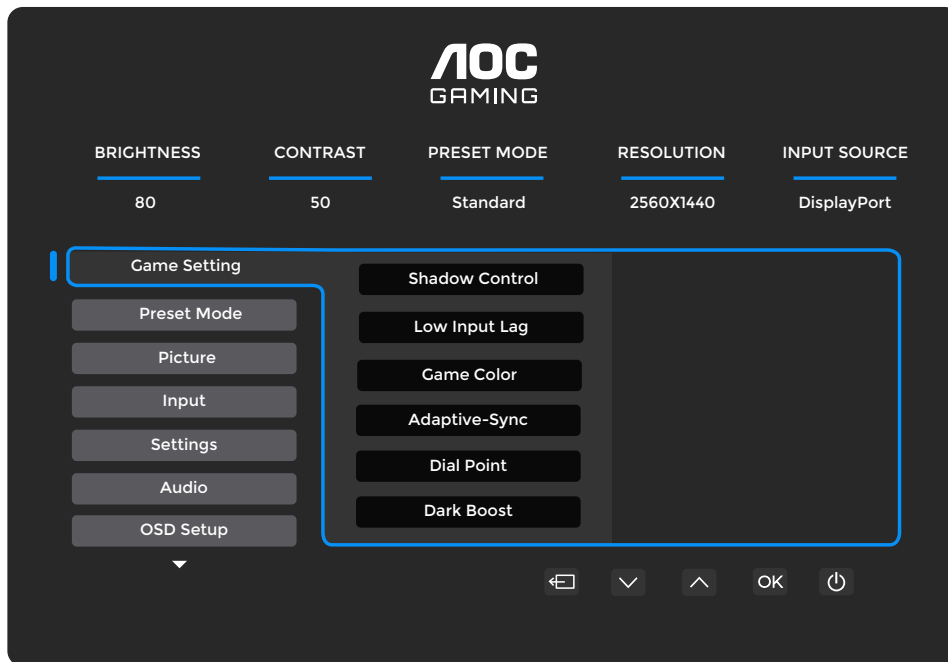 AOC
GAMING
BRIGHTNESS CONTRAST PRESET MODE RESOLUTION INPUT SOURCE
80 50 Standard 2560X1440 DisplayPort
Game Setting
Preset Mode
Picture
Input
Settings
Audio
OSD Setup
Shadow Control
Low Input Lag
Game Color
Adaptive-Sync
Dial Point
Dark Boost
OK